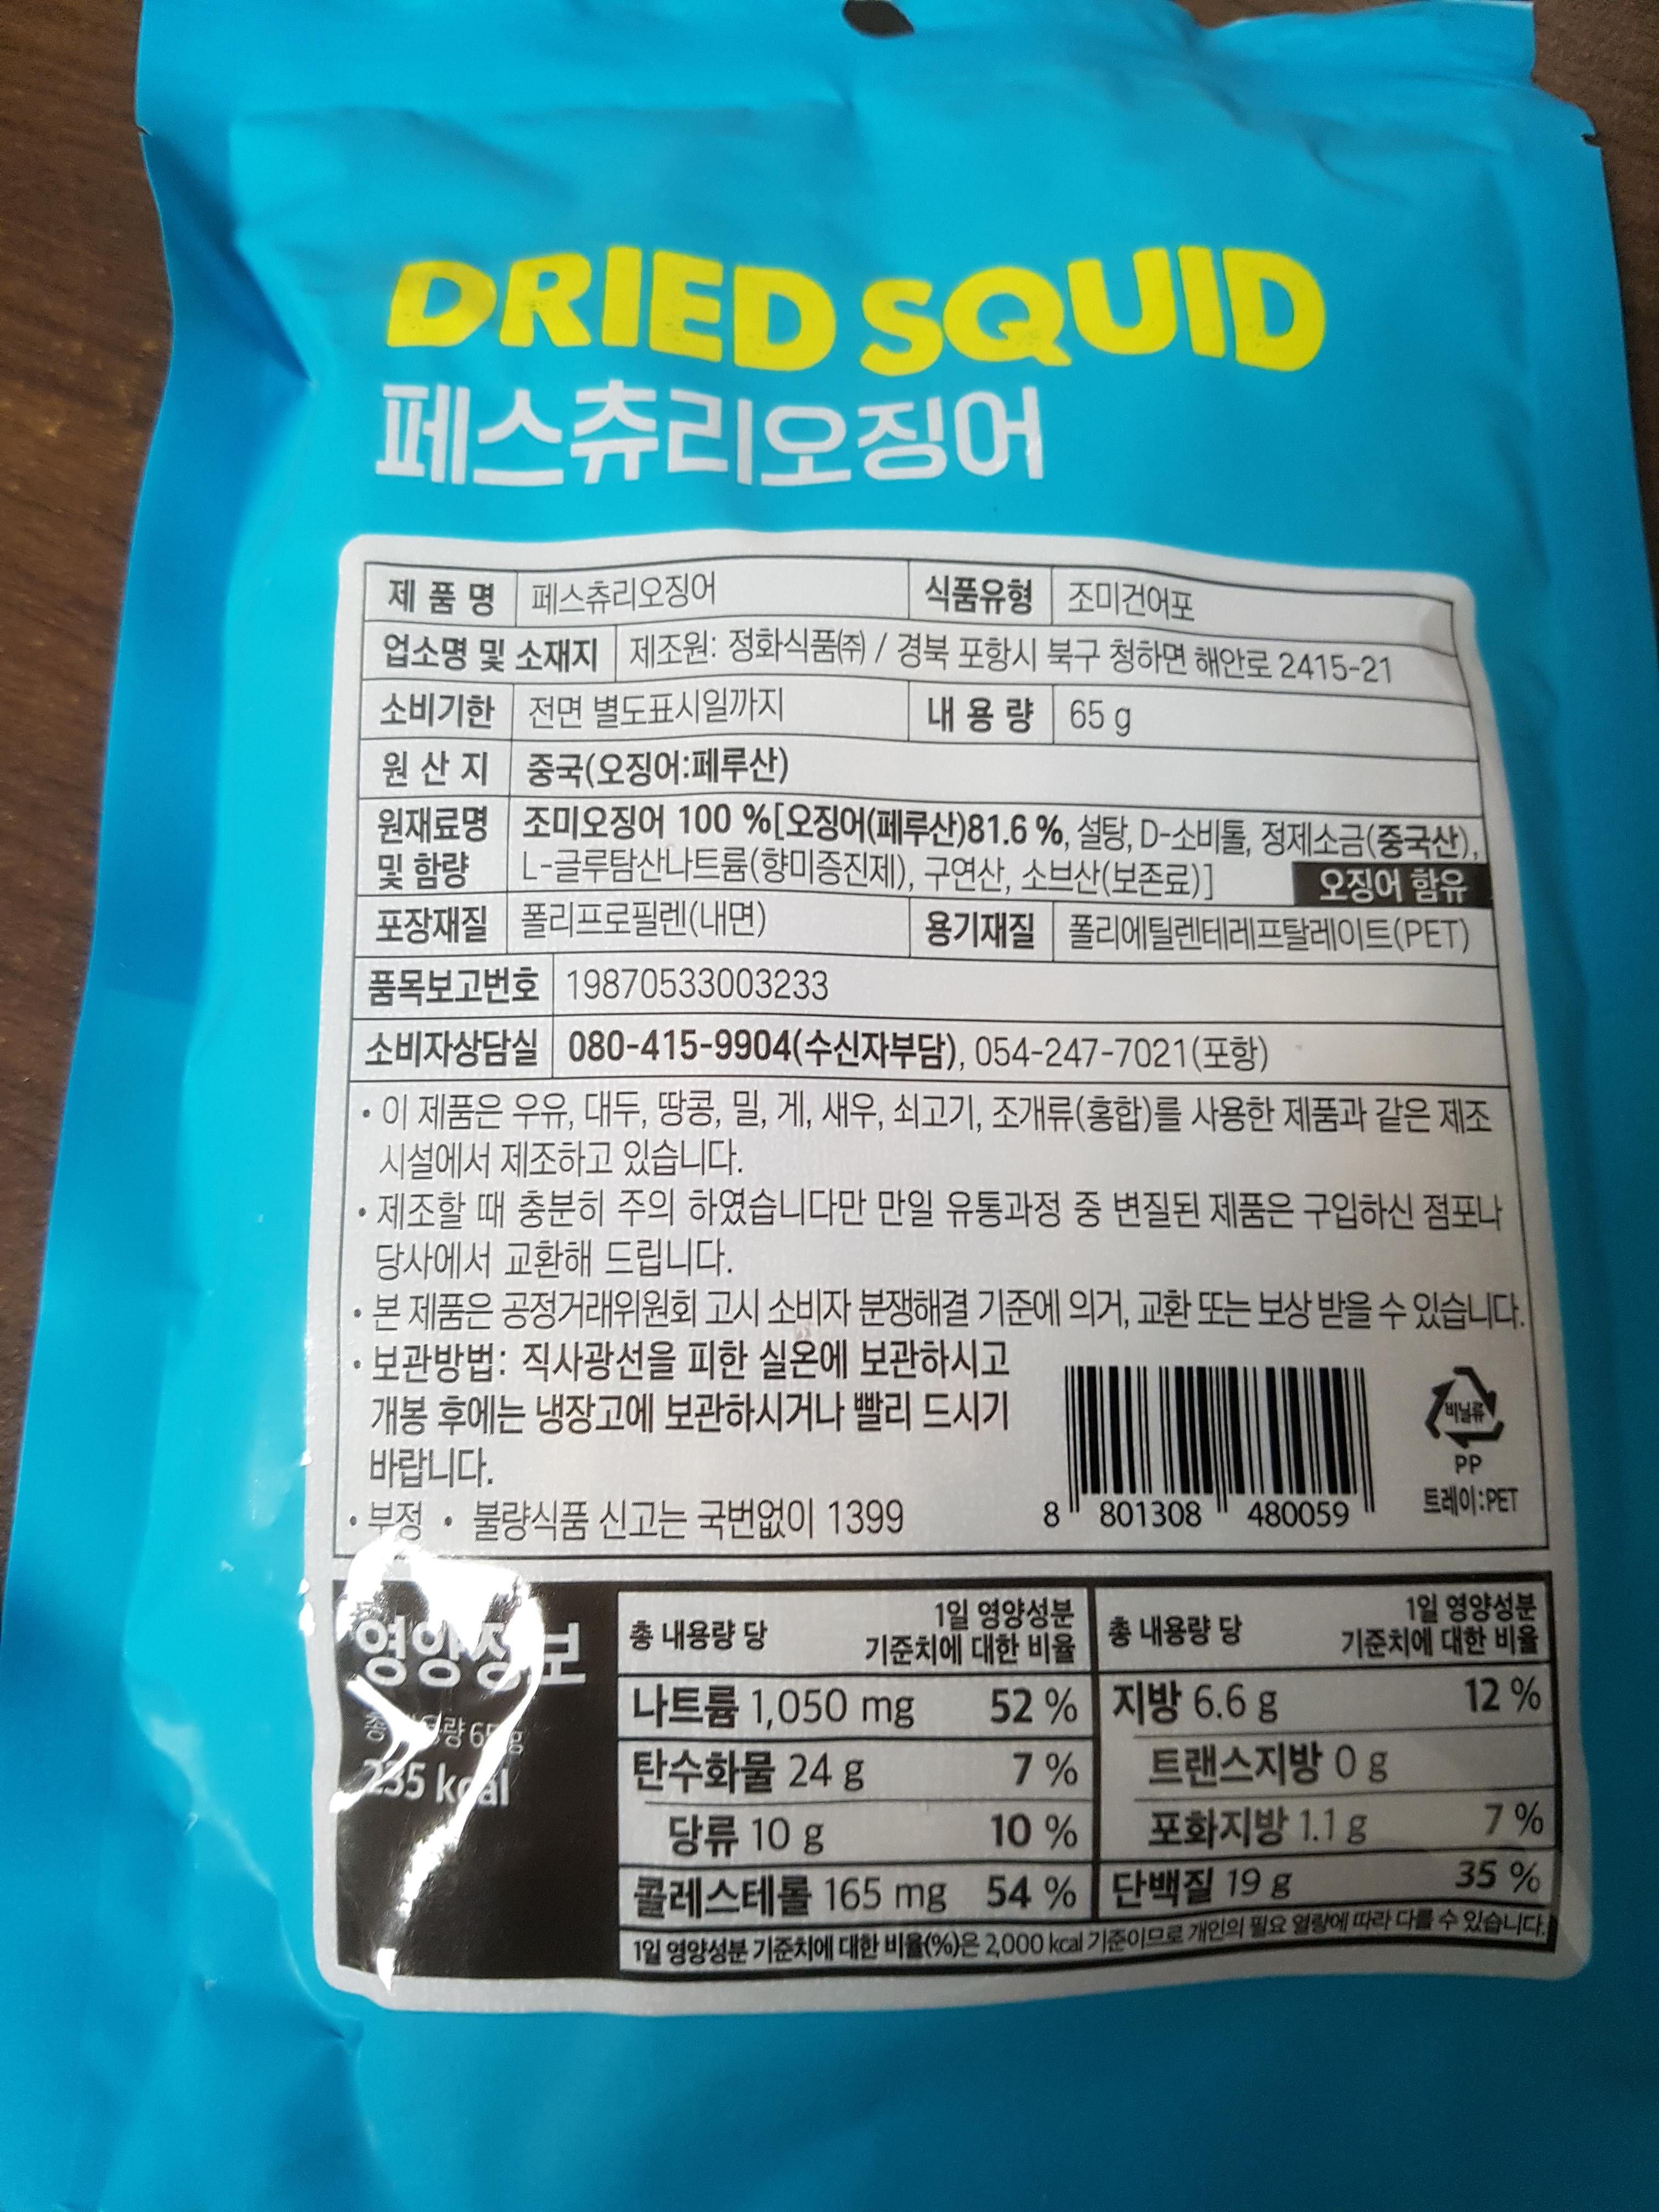 DRIED SQUID
페스츄리오징어
제 품 명 페스츄리오징어 식품유형 조미건어포
업소명 및 소재지 제조원: 정화식품(주) / 경북 포항시 북구 청하면 해안로 2415-21
소비기한 전면 별도표시일까지 내 용 량 65 g
원 산 지 중국(오징어:페루산)
원재료명 조미오징어 100 %[오징어(페루산)81.6 %, 설탕, D-소비톨, 정제소금(중국산),
및 함량 L-글루탐산나트륨(향미증진제), 구연산, 소브산(보존료)] 오징어 함유
포장재질 폴리프로필렌(내면) 용기재질 폴리에틸렌테레프탈레이트(PET)
품목보고번호 19870533003233
소비자상담실 080-415-9904(수신자부담), 054-247-7021(포항)
• 이 제품은 우유, 대두, 땅콩, 밀, 게, 새우, 쇠고기, 조개류(홍합)를 사용한 제품과 같은 제조
시설에서 제조하고 있습니다.
• 제조할 때 충분히 주의 하였습니다만 만일 유통과정 중 변질된 제품은 구입하신 점포나
당사에서 교환해 드립니다.
• 본 제품은 공정거래위원회 고시 소비자 분쟁해결 기준에 의거, 교환 또는 보상 받을 수 있습니다.
• 보관방법: 직사광선을 피한 실온에 보관하시고
개봉 후에는 냉장고에 보관하시거나 빨리 드시기
바랍니다.
• 부정 • 불량식품 신고는 국번없이 1399
8 801308 480059
비닐류
PP
트레이:PET
영양정보
총 내용량 65 g
235 kcal
총 내용량 당 1일 영양성분 기준치에 대한 비율
나트륨 1,050 mg 52 %
탄수화물 24 g 7 %
당류 10 g 10 %
콜레스테롤 165 mg 54 %
총 내용량 당 1일 영양성분 기준치에 대한 비율
지방 6.6 g 12 %
트랜스지방 0 g
포화지방 1.1 g 7 %
단백질 19 g 35 %
1일 영양성분 기준치에 대한 비율(%)은 2,000 kcal 기준이므로 개인의 필요 열량에 따라 다를 수 있습니다.